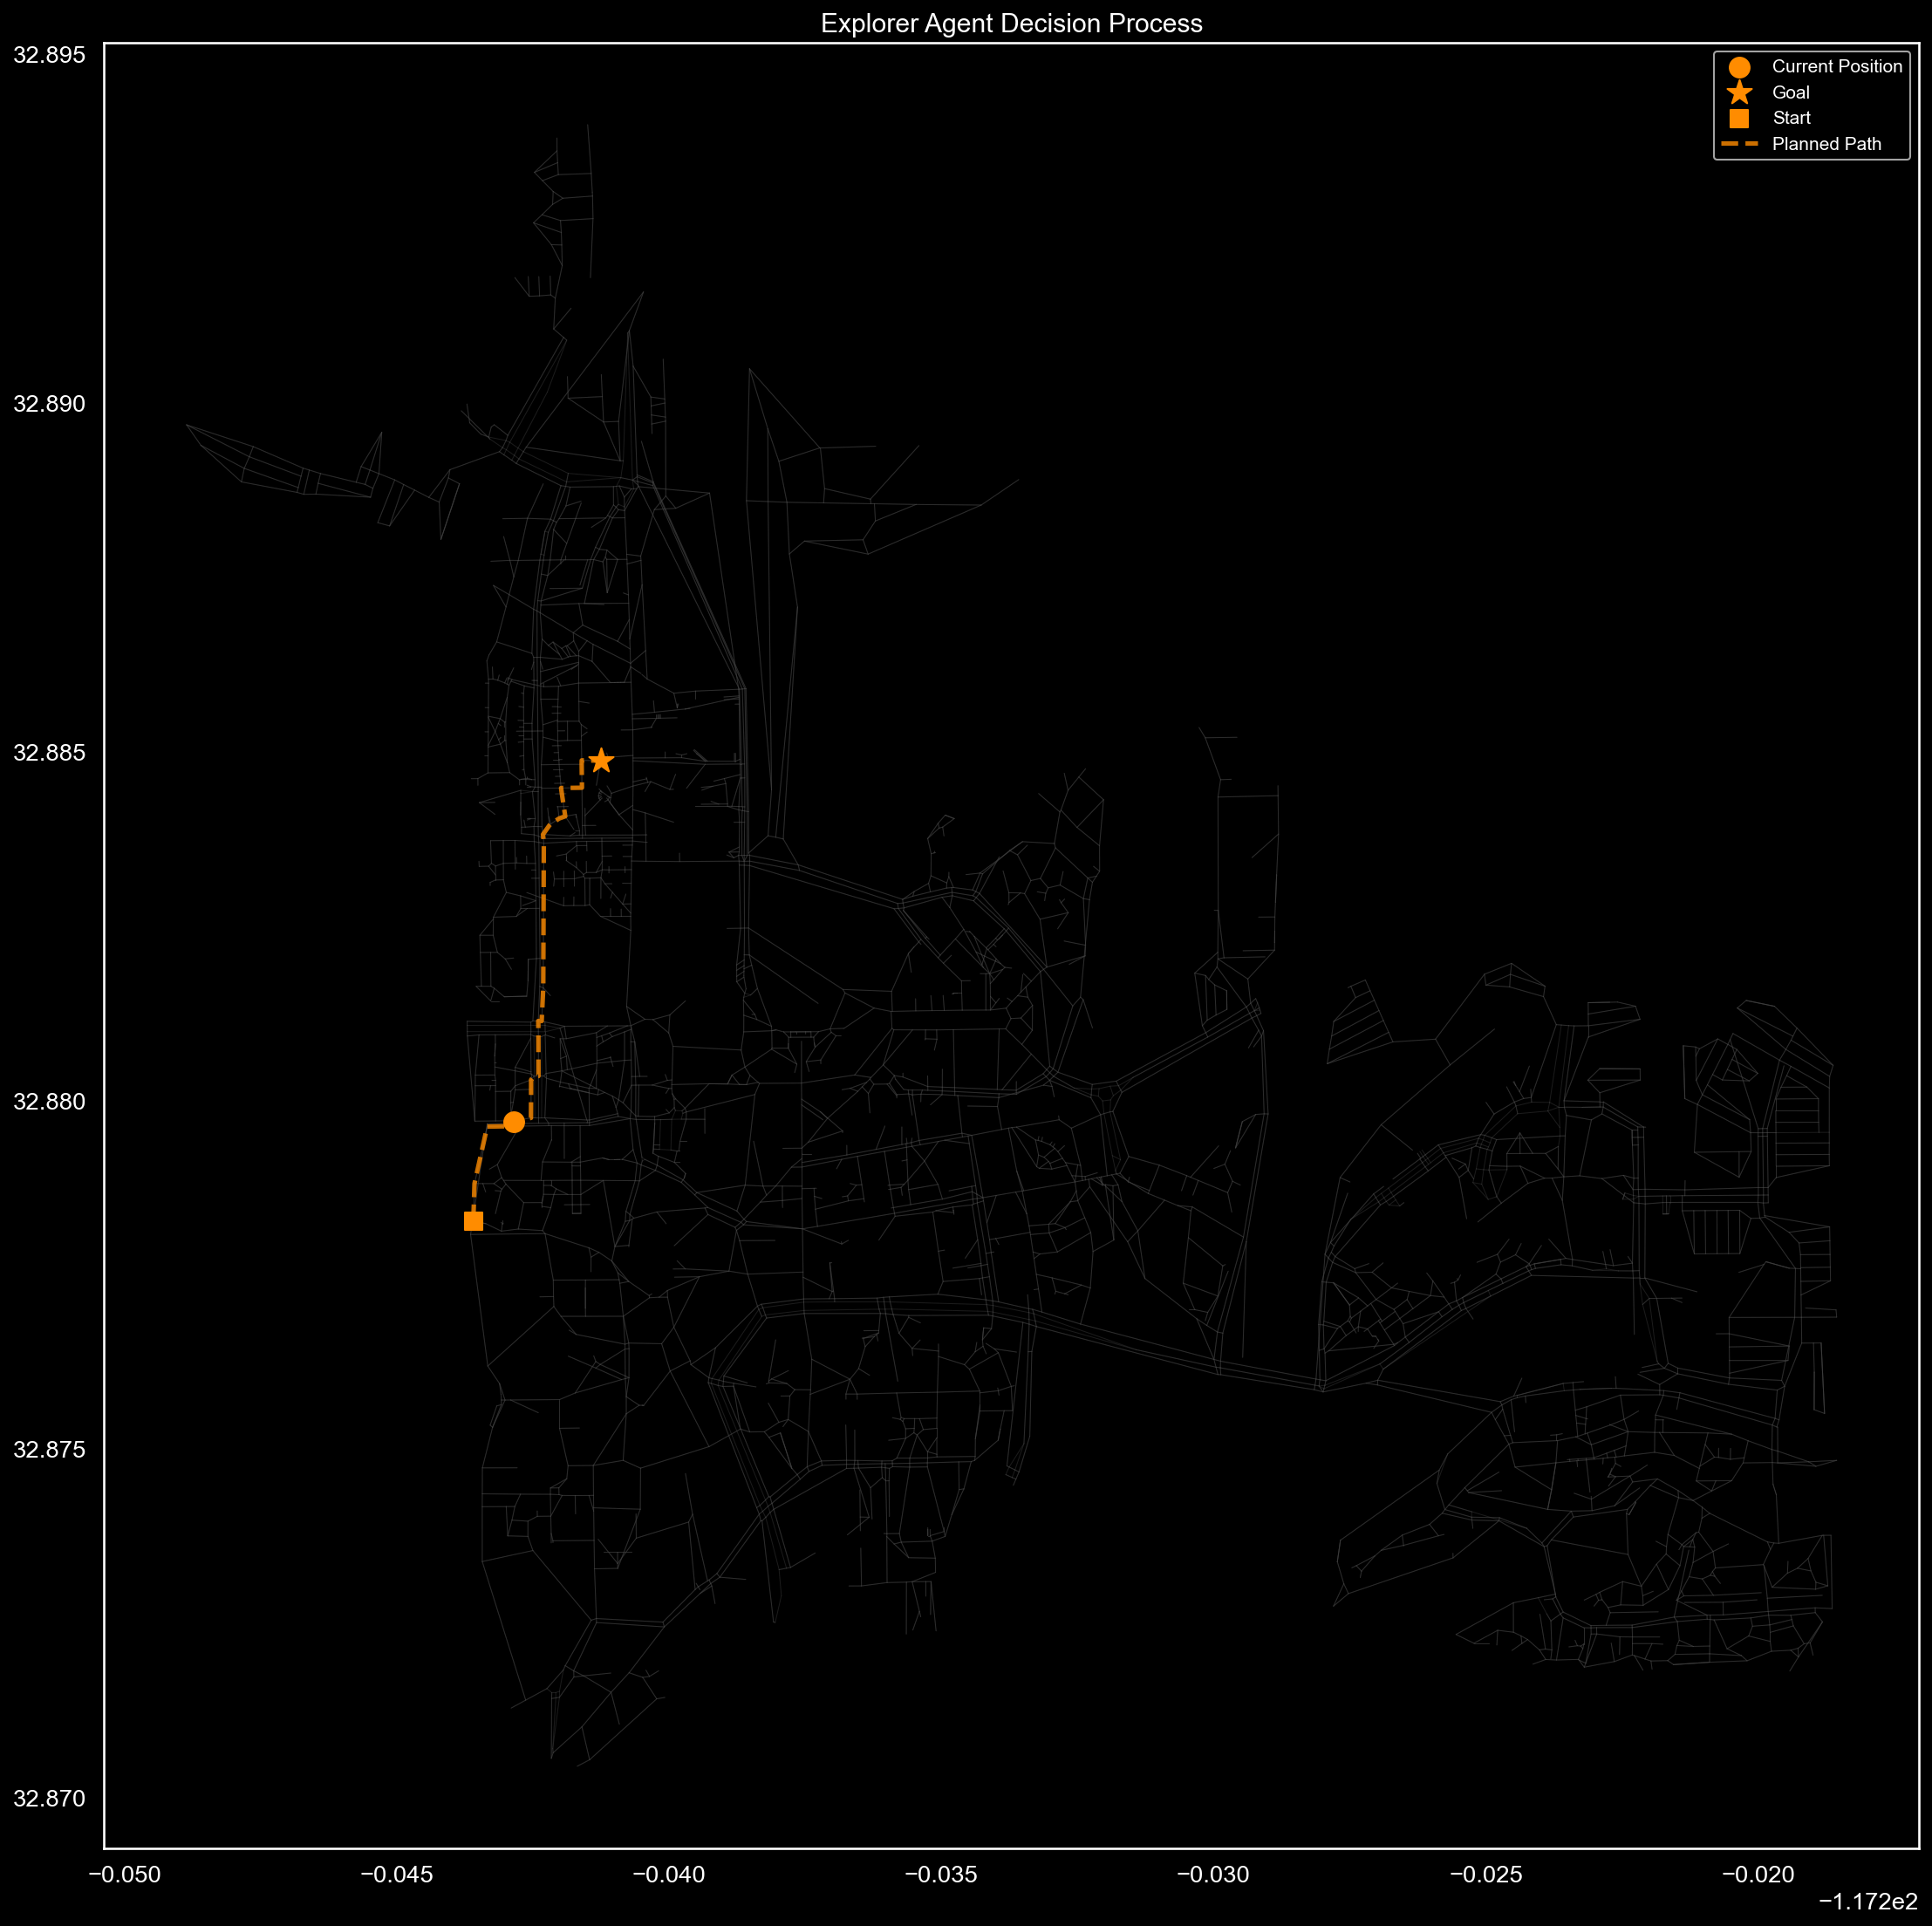 Explorer Agent Decision Process
32.895
Current Position
Goal
Start
Planned Path
32.890
32.885
32.880
32.875
32.870
−0.050 −0.045 −0.040 −0.035 −0.030 −0.025 −0.020
−1.172e2